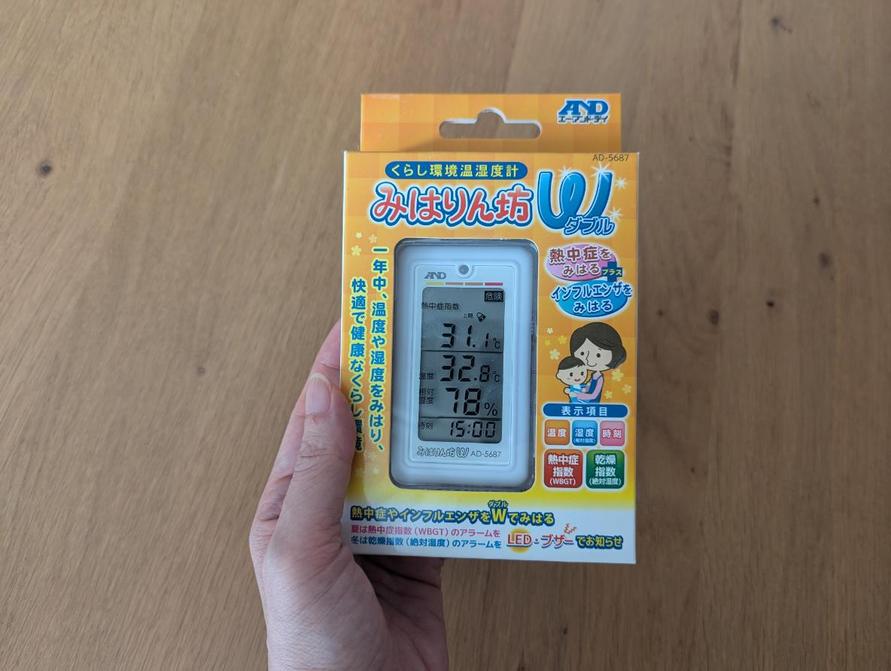 AND
エー・アンド・デイ
AD-5687
くらし環境温湿度計
みはりん坊W
ダブル
一年中、温度や湿度をみはり、
快適で健康なくらし環境
熱中症を
みはる
プラス
インフルエンザを
みはる
AND
危険
熱中症指数
上限
31.1℃
温度 32.8℃
相対
湿度 78%
時刻 15:00
みはりん坊W AD-5687
表示項目
温度
湿度
(相対湿度)
時刻
熱中症
指数
(WBGT)
乾燥
指数
(絶対湿度)
ダブル
熱中症やインフルエンザをWでみはる
夏は熱中症指数(WBGT)のアラームを
冬は乾燥指数(絶対湿度)のアラームを
LED・ブザーでお知らせ